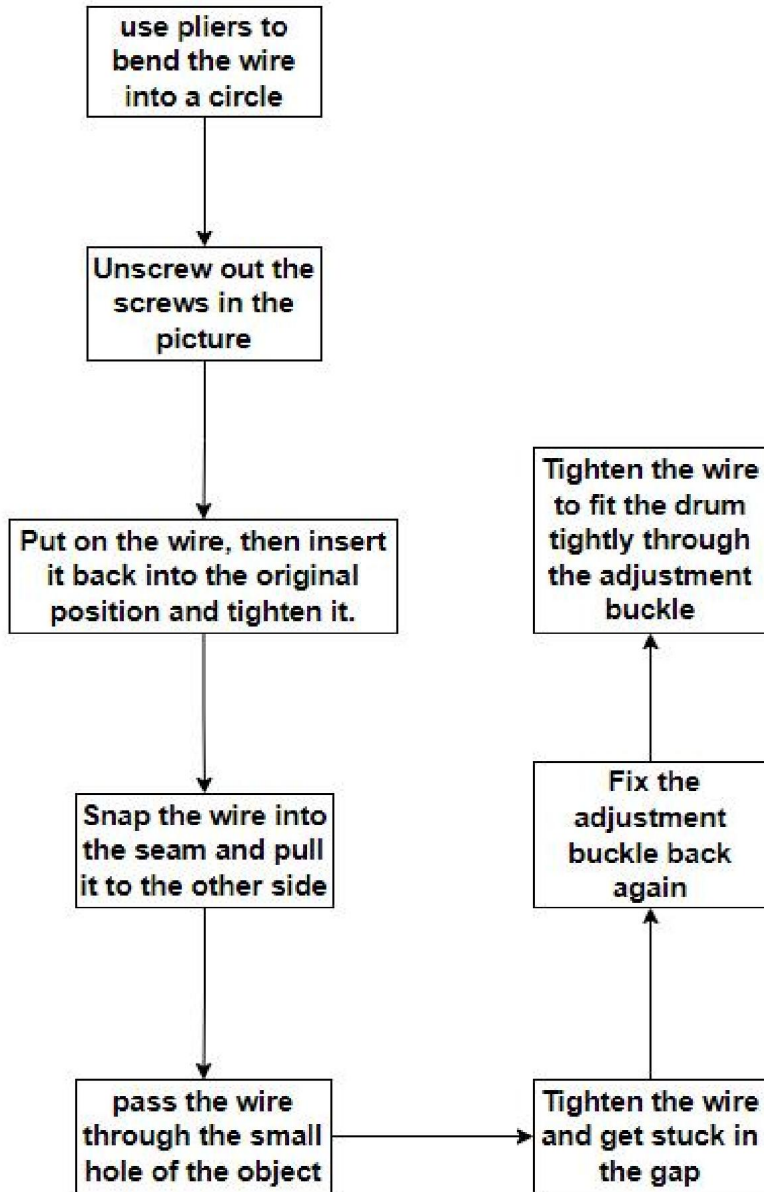 use pliers to
bend the wire
into a circle
Unscrew out the
screws in the
picture
Put on the wire, then insert
it back into the original
position and tighten it.
Snap the wire into
the seam and pull
it to the other side
pass the wire
through the small
hole of the object
Tighten the wire
and get stuck in
the gap
Fix the
adjustment
buckle back
again
Tighten the wire
to fit the drum
tightly through
the adjustment
buckle